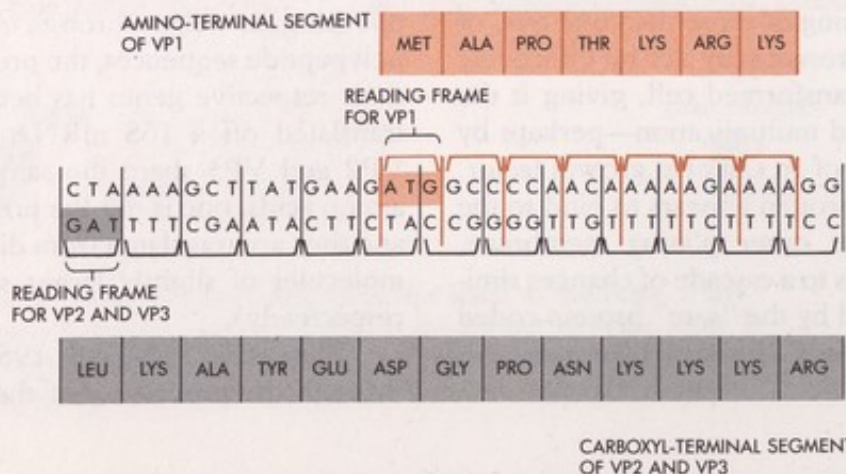 AMINO-TERMINAL SEGMENT
OF VP1
MET ALA PRO THR LYS ARG LYS
READING FRAME
FOR VP1
CTAAAAGCTTATGAAGATGGCCCCAACAAAAAGAAAAGG
GATTTTCGAATACTTCTACCGGGGTTGTTTTTCTTTTCC
READING FRAME
FOR VP2 AND VP3
LEU LYS ALA TYR GLU ASP GLY PRO ASN LYS LYS LYS ARG
CARBOXYL-TERMINAL SEGMENT
OF VP2 AND VP3